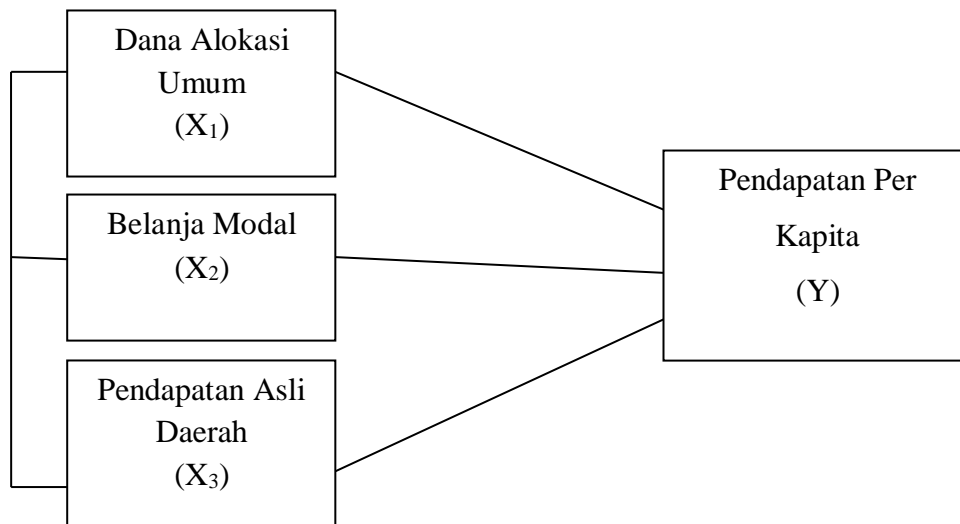 Dana Alokasi
Umum
(X₁)
Belanja Modal
(X₂)
Pendapatan Asli
Daerah
(X₃)
Pendapatan Per
Kapita
(Y)